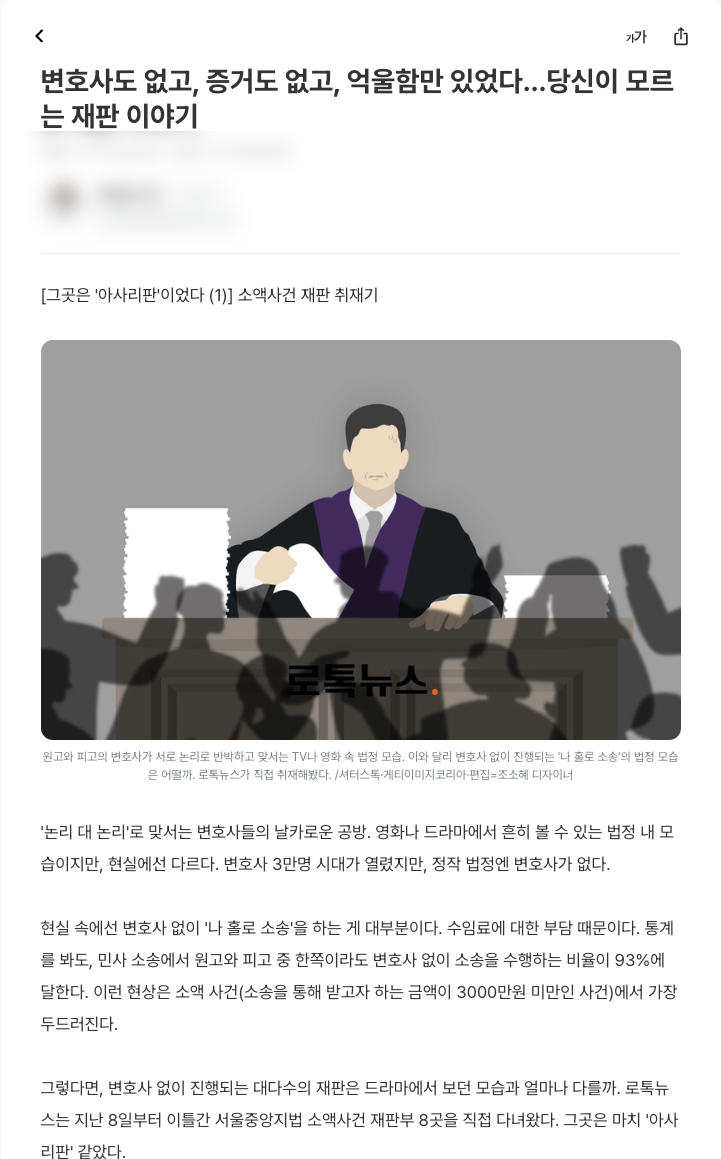 가가
변호사도 없고, 증거도 없고, 억울함만 있었다…당신이 모르
는 재판 이야기
[그곳은 '아사리판'이었다 (1)] 소액사건 재판 취재기
로톡뉴스.
원고와 피고의 변호사가 서로 논리로 반박하고 맞서는 TV나 영화 속 법정 모습. 이와 달리 변호사 없이 진행되는 '나 홀로 소송'의 법정 모습
은 어떨까. 로톡뉴스가 직접 취재해봤다. /셔터스톡·게티이미지코리아·편집=조소혜 디자이너
'논리 대 논리'로 맞서는 변호사들의 날카로운 공방. 영화나 드라마에서 흔히 볼 수 있는 법정 내 모
습이지만, 현실에선 다르다. 변호사 3만명 시대가 열렸지만, 정작 법정엔 변호사가 없다.
현실 속에선 변호사 없이 '나 홀로 소송'을 하는 게 대부분이다. 수임료에 대한 부담 때문이다. 통계
를 봐도, 민사 소송에서 원고와 피고 중 한쪽이라도 변호사 없이 소송을 수행하는 비율이 93%에
달한다. 이런 현상은 소액 사건(소송을 통해 받고자 하는 금액이 3000만원 미만인 사건)에서 가장
두드러진다.
그렇다면, 변호사 없이 진행되는 대다수의 재판은 드라마에서 보던 모습과 얼마나 다를까. 로톡뉴
스는 지난 8일부터 이틀간 서울중앙지법 소액사건 재판부 8곳을 직접 다녀왔다. 그곳은 마치 '아사
리판' 같았다.